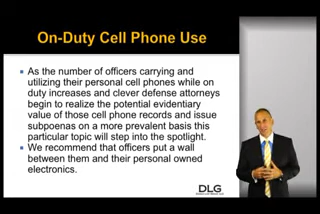 On-Duty Cell Phone Use
• As the number of officers carrying and
utilizing their personal cell phones while on
duty increases and clever defense attorneys
begin to realize the potential evidentiary
value of those cell phone records and issue
subpoenas on a more prevalent basis this
particular topic will step into the spotlight.
• We recommend that officers put a wall
between them and their personal owned
electronics.
DLG